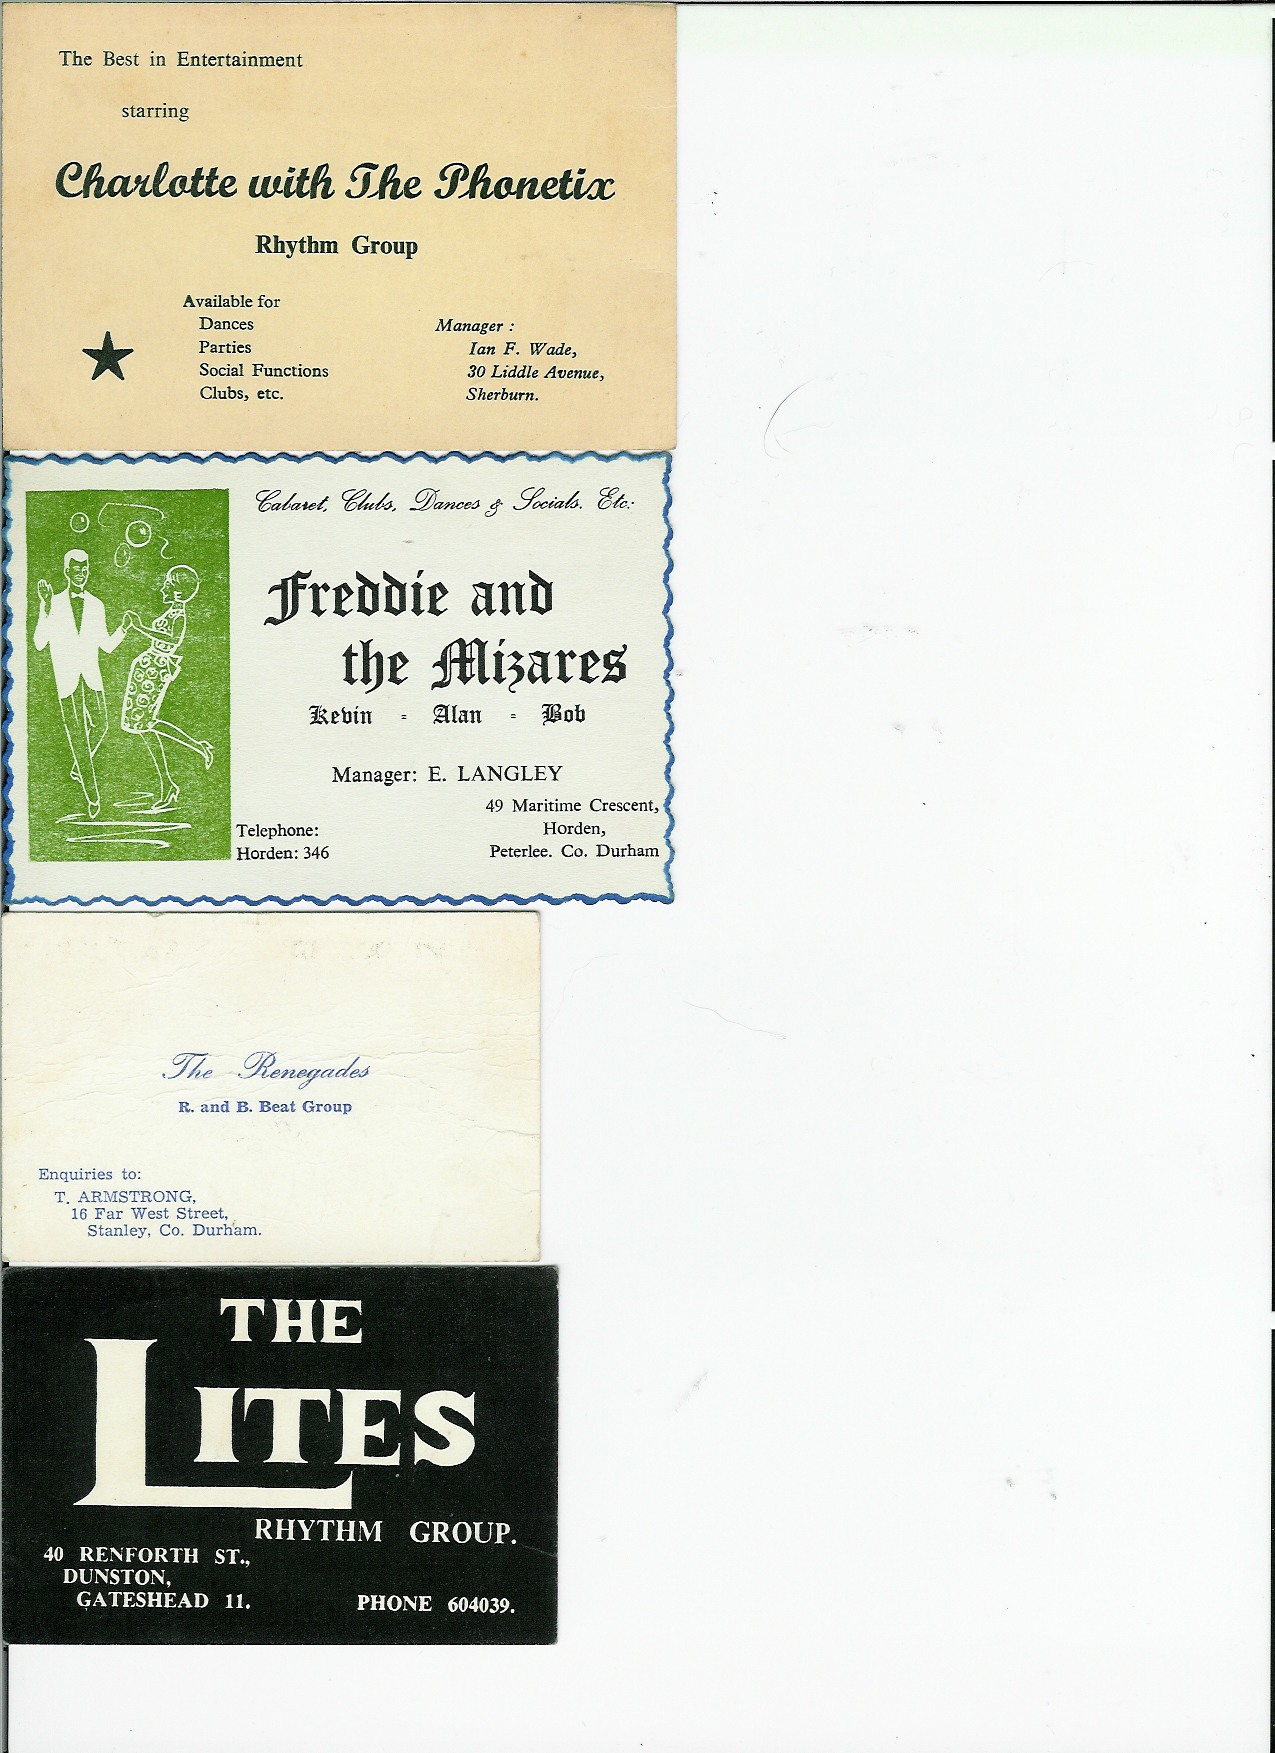 The Best in Entertainment
starring
Charlotte with The Phonetix
Rhythm Group
Available for
Dances
Parties
Social Functions
Clubs, etc.
Manager :
Ian F. Wade,
30 Liddle Avenue,
Sherburn.
Cabaret, Clubs, Dances & Socials. Etc.
Freddie and
the Mizares
Kevin - Alan - Bob
Manager: E. LANGLEY
49 Maritime Crescent,
Horden,
Peterlee. Co. Durham
Telephone:
Horden: 346
The Renegades
R. and B. Beat Group
Enquiries to:
T. ARMSTRONG,
16 Far West Street,
Stanley, Co. Durham.
THE
LITES
RHYTHM GROUP.
40 RENFORTH ST.,
DUNSTON,
GATESHEAD 11.
PHONE 604039.